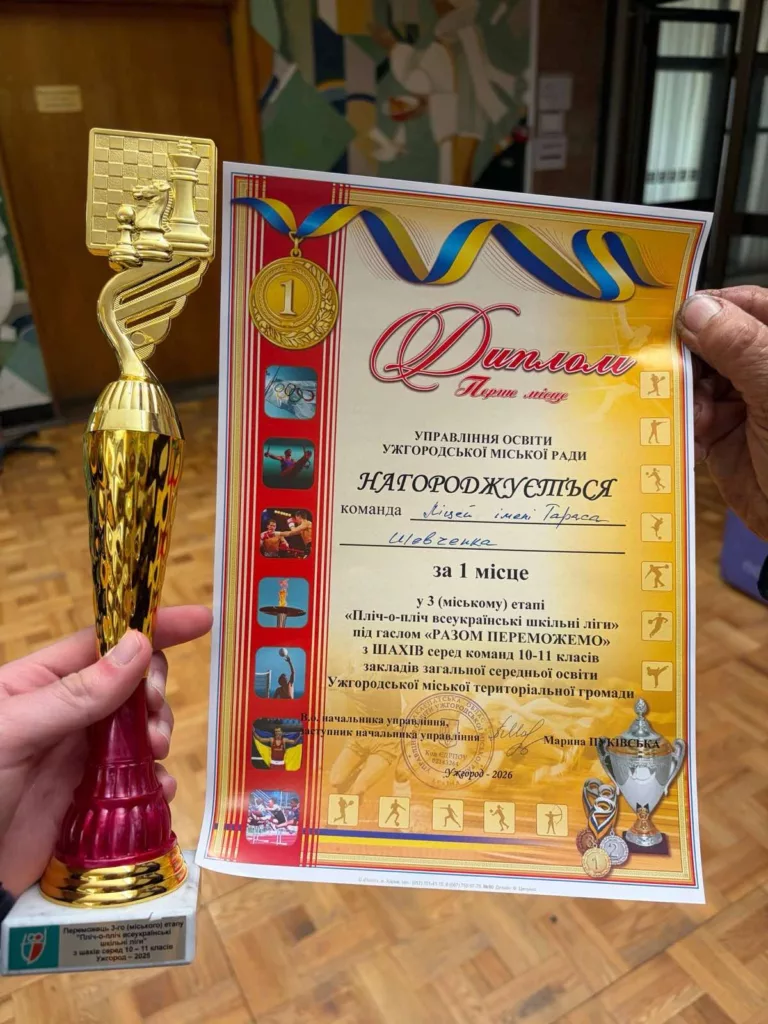 1
Диплом
Перше місце
УПРАВЛІННЯ ОСВІТИ
УЖГОРОДСЬКОЇ МІСЬКОЇ РАДИ
НАГОРОДЖУЄТЬСЯ
команда Ліцей імені Тараса
Шевченка
за 1 місце
у 3 (міському) етапі
«Пліч-о-пліч всеукраїнські шкільні ліги»
під гаслом «РАЗОМ ПЕРЕМОЖЕМО»
з ШАХІВ серед команд 10-11 класів
закладів загальної середньої освіти
Ужгородської міської територіальної громади
В.о. начальника управління,
заступник начальника управління Марина ПУКІВСЬКА
Ужгород - 2026
Переможець 3-го (міського) етапу
"Пліч-о-пліч всеукраїнські
шкільні ліги"
з шахів серед 10 – 11 класів
Ужгород – 2025